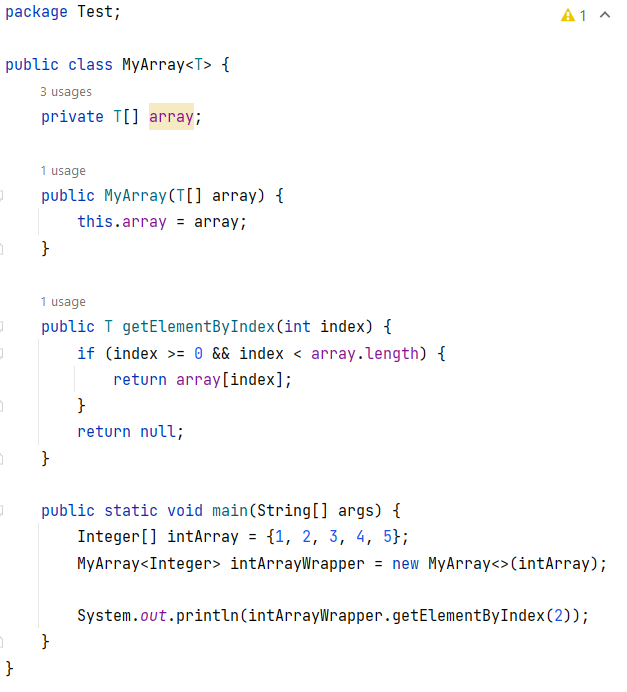 package Test;
1
public class MyArray<T> {
3 usages
private T[] array;
1 usage
public MyArray(T[] array) {
this.array = array;
}
1 usage
public T getElementByIndex(int index) {
if (index >= 0 && index < array.length) {
return array[index];
}
return null;
}
public static void main(String[] args) {
Integer[] intArray = {1, 2, 3, 4, 5};
MyArray<Integer> intArrayWrapper = new MyArray<>(intArray);
System.out.println(intArrayWrapper.getElementByIndex(2));
}
}